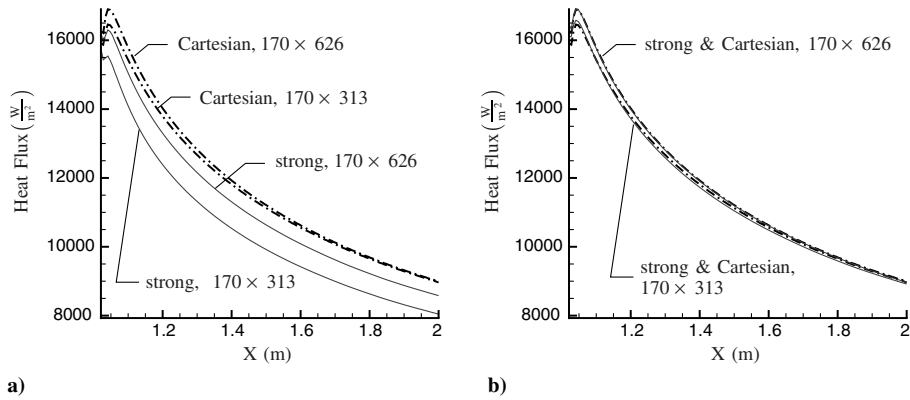 16000
14000
12000
10000
8000
Heat Flux (W/m²)
Cartesian, 170 × 626
Cartesian, 170 × 313
strong, 170 × 626
strong, 170 × 313
1.2 1.4 1.6 1.8 2
X (m)
a)
16000
14000
12000
10000
8000
Heat Flux (W/m²)
strong & Cartesian, 170 × 626
strong & Cartesian,
170 × 313
1.2 1.4 1.6 1.8 2
X (m)
b)